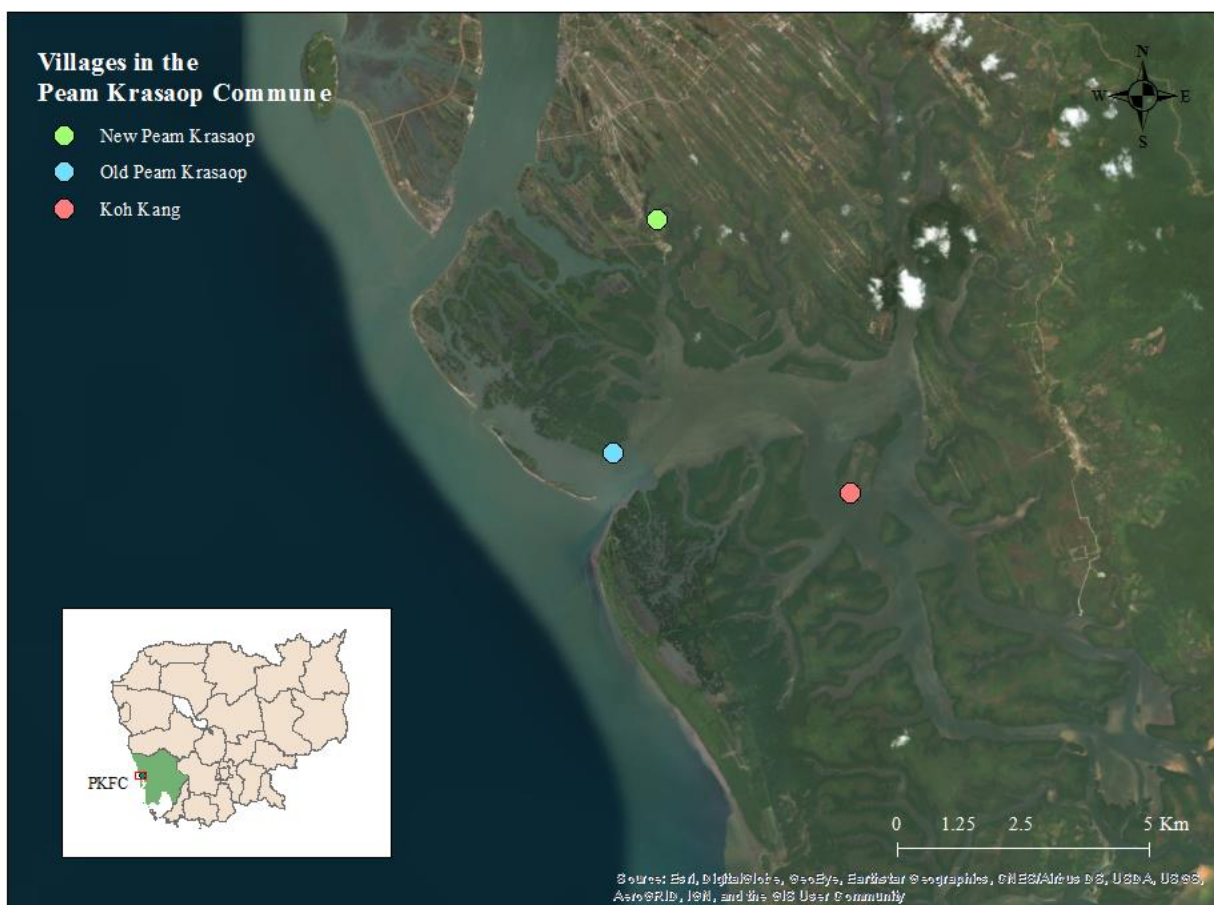 Villages in the
Peam Krasaop Commune
New Peam Krasaop
Old Peam Krasaop
Koh Kang
N
W E
S
PKFC
0 1.25 2.5 5 Km
Source: Esri, DigitalGlobe, GeoEye, Earthstar Geographics, CNES/Airbus DS, USDA, USGS,
AeroGRID, IGN, and the GIS User Community